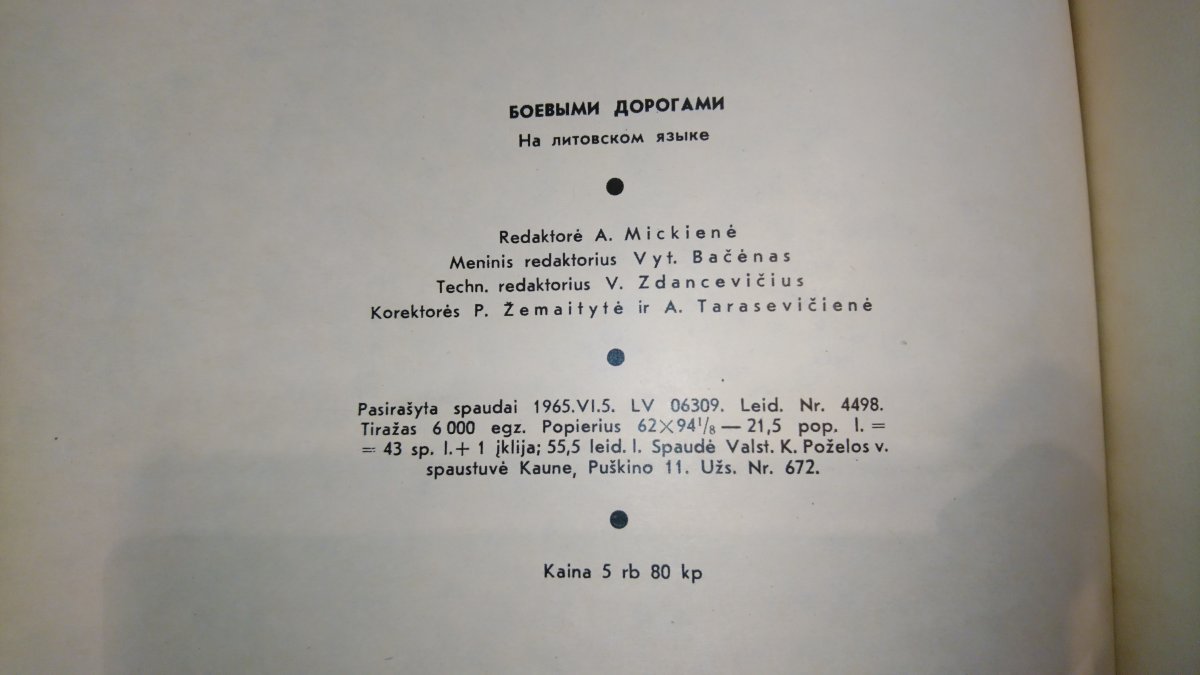 БОЕВЫМИ ДОРОГАМИ
На литовском языке
Redaktorė A. Mickienė
Meninis redaktorius Vyt. Bačėnas
Techn. redaktorius V. Zdancevičius
Korektorės P. Žemaitytė ir A. Tarasevičienė
Pasirašyta spaudai 1965.VI.5. LV 06309. Leid. Nr. 4498.
Tiražas 6 000 egz. Popierius 62×94¹/₈ — 21,5 pop. l. =
= 43 sp. l. + 1 įklija; 55,5 leid. l. Spaudė Valst. K. Poželos v.
spaustuvė Kaune, Puškino 11. Užs. Nr. 672.
Kaina 5 rb 80 kp